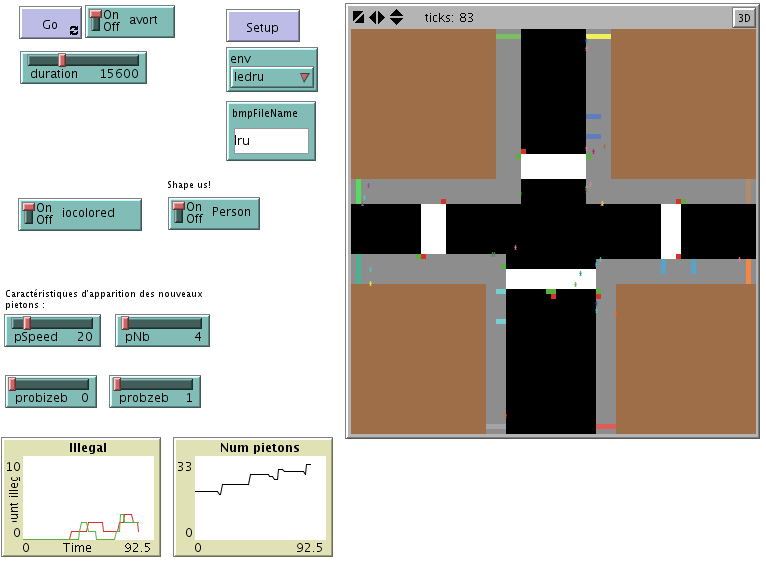 Go
On
Off avort
Setup
ticks: 83
3D
duration 15600
env
ledru
bmpFileName
lru
Shape us!
On
Off iocolored
On
Off Person
Caractéristiques d'apparition des nouveaux
pietons :
pSpeed 20
pNb 4
probizeb 0
probzeb 1
Illegal
10
unt illeg
0
0 Time 92.5
Num pietons
33
0
0 92.5